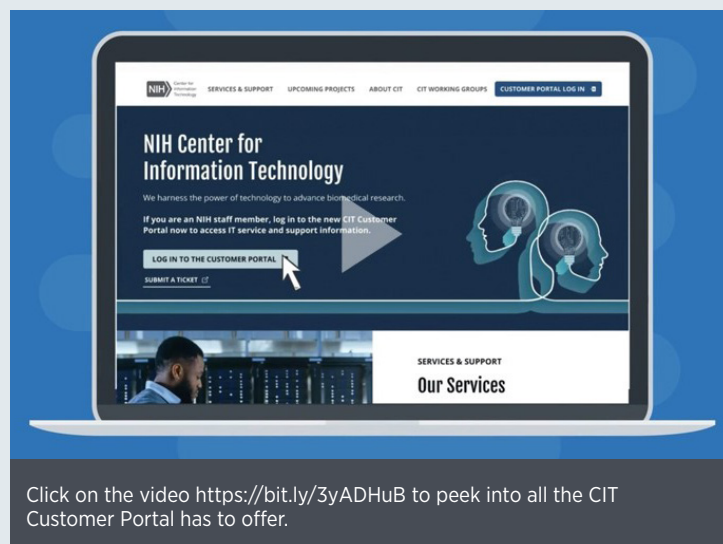 NIH
Center for
Information
Technology
SERVICES & SUPPORT UPCOMING PROJECTS ABOUT CIT CIT WORKING GROUPS CUSTOMER PORTAL LOG IN
NIH Center for
Information Technology
We harness the power of technology to advance biomedical research.
If you are an NIH staff member, log in to the new CIT Customer
Portal now to access IT service and support information.
LOG IN TO THE CUSTOMER PORTAL
SUBMIT A TICKET
SERVICES & SUPPORT
Our Services
Click on the video https://bit.ly/3yADHuB to peek into all the CIT
Customer Portal has to offer.